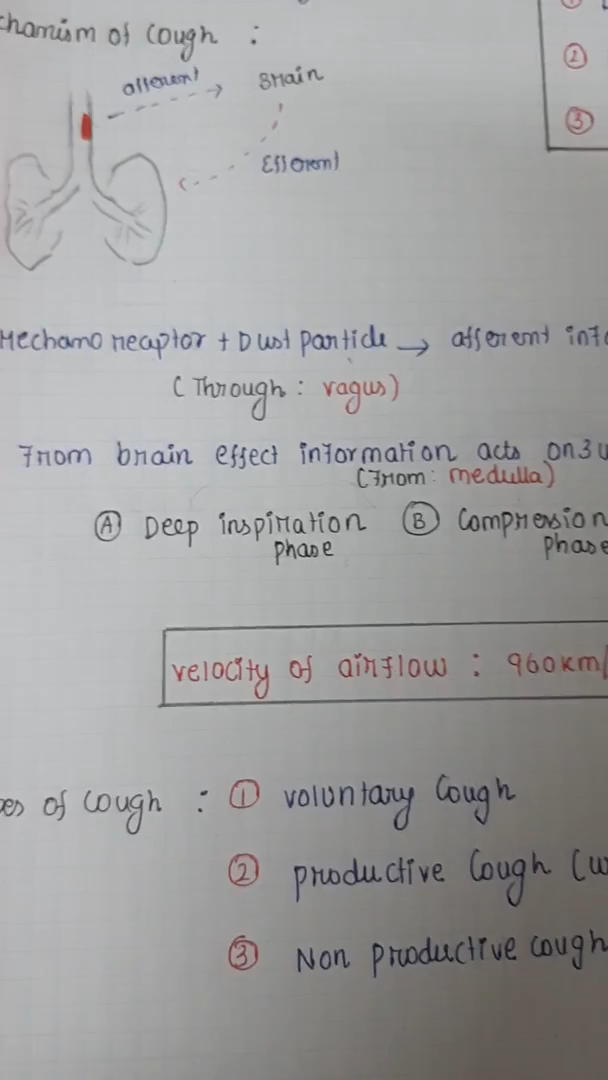 chanism of cough :
①
②
③
afferent
Brain
Efferent
Mechano receptor + Dust particle → afferent info
(Through : vagus)
From brain effect information acts on 3
(From: medulla)
Ⓐ Deep inspiration Ⓑ Compression
phase phase
velocity of airflow : 960km/
es of cough : ① voluntary cough
② productive cough (w
③ Non productive cough